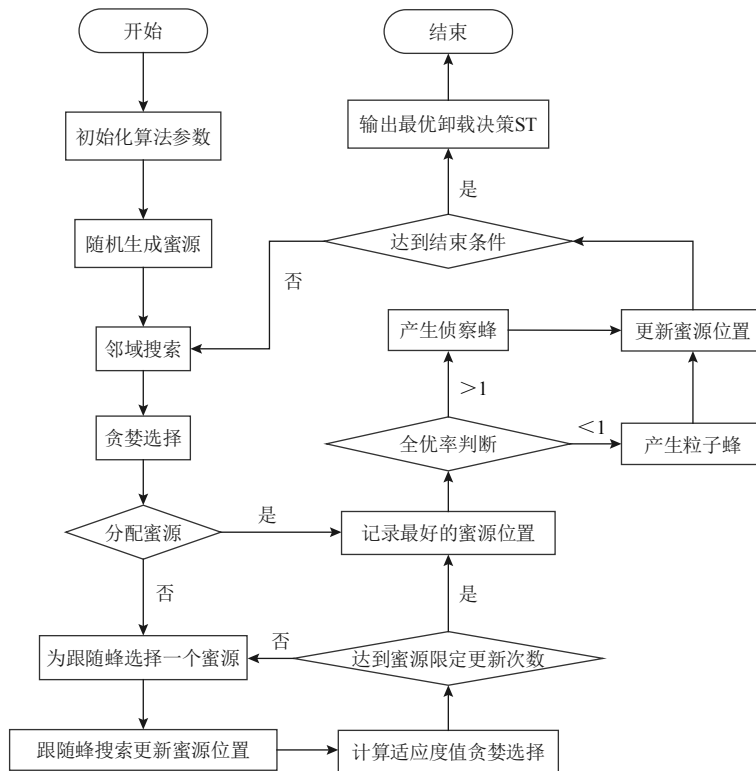 开始
结束
初始化算法参数
输出最优卸载决策ST
是
随机生成蜜源
达到结束条件
否
产生侦察蜂
更新蜜源位置
邻域搜索
＞1
贪婪选择
全优率判断
＜1
产生粒子蜂
分配蜜源
是
记录最好的蜜源位置
否
是
为跟随蜂选择一个蜜源
否
达到蜜源限定更新次数
跟随蜂搜索更新蜜源位置
计算适应度值贪婪选择